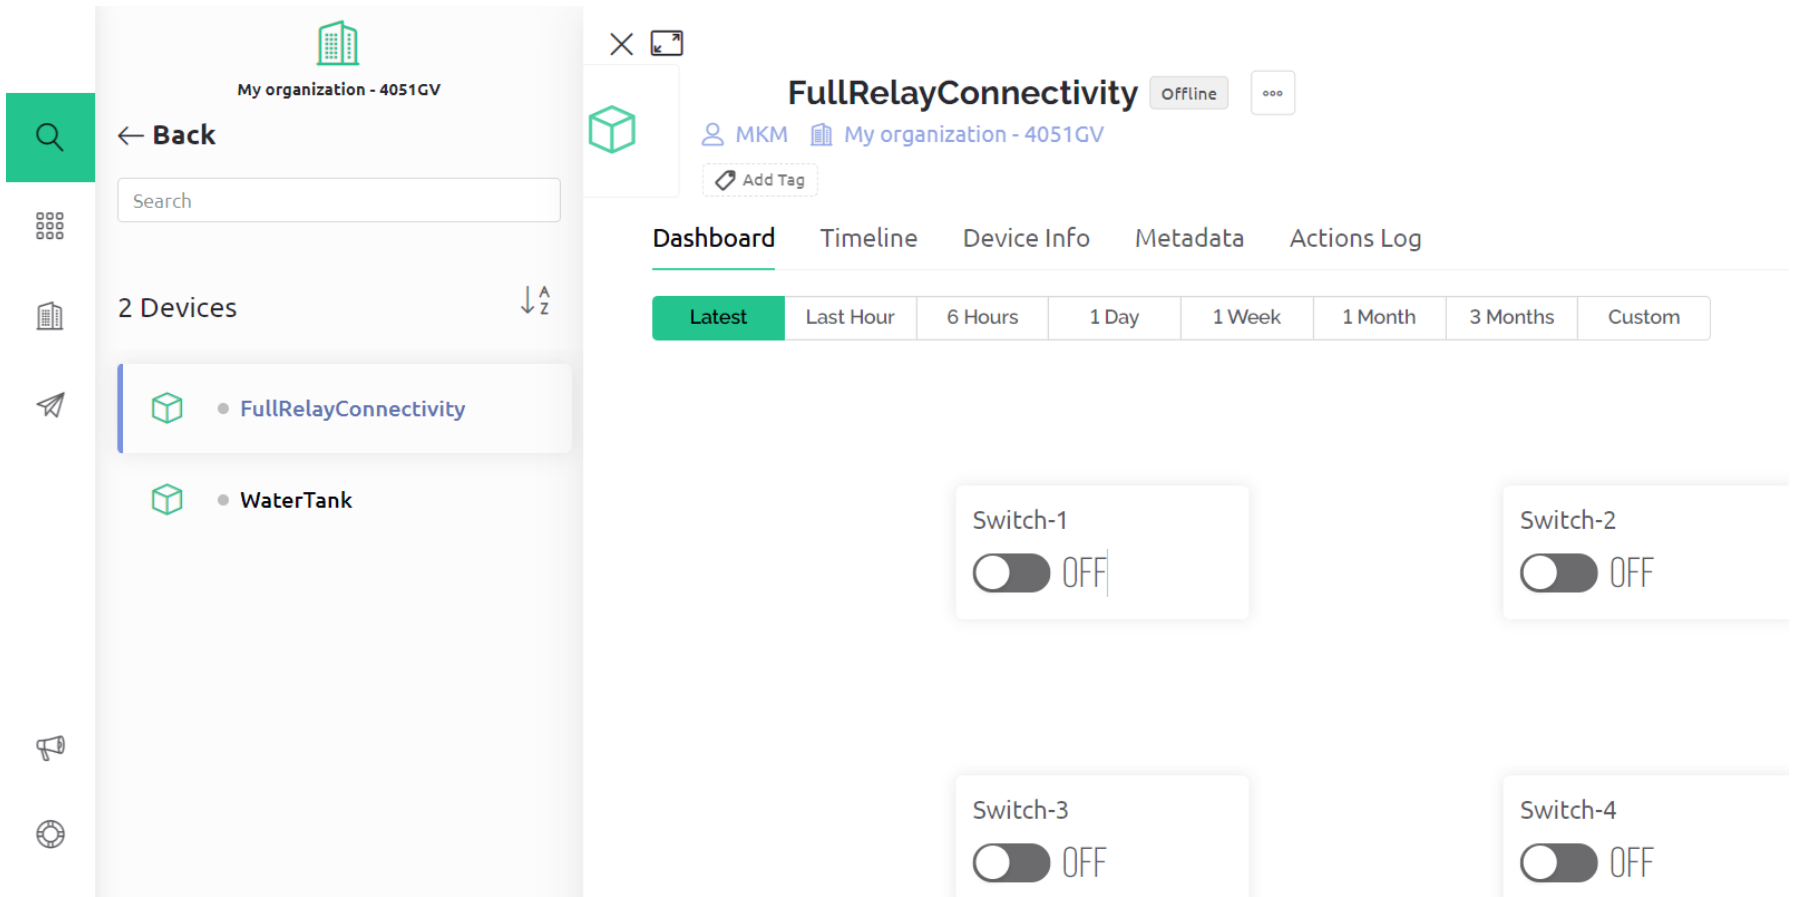 My organization - 4051GV
Back
Search
2 Devices
A
Z
FullRelayConnectivity
WaterTank
FullRelayConnectivity Offline
MKM My organization - 4051GV
Add Tag
Dashboard Timeline Device Info Metadata Actions Log
Latest Last Hour 6 Hours 1 Day 1 Week 1 Month 3 Months Custom
Switch-1 Switch-2
OFF OFF
Switch-3 Switch-4
OFF OFF